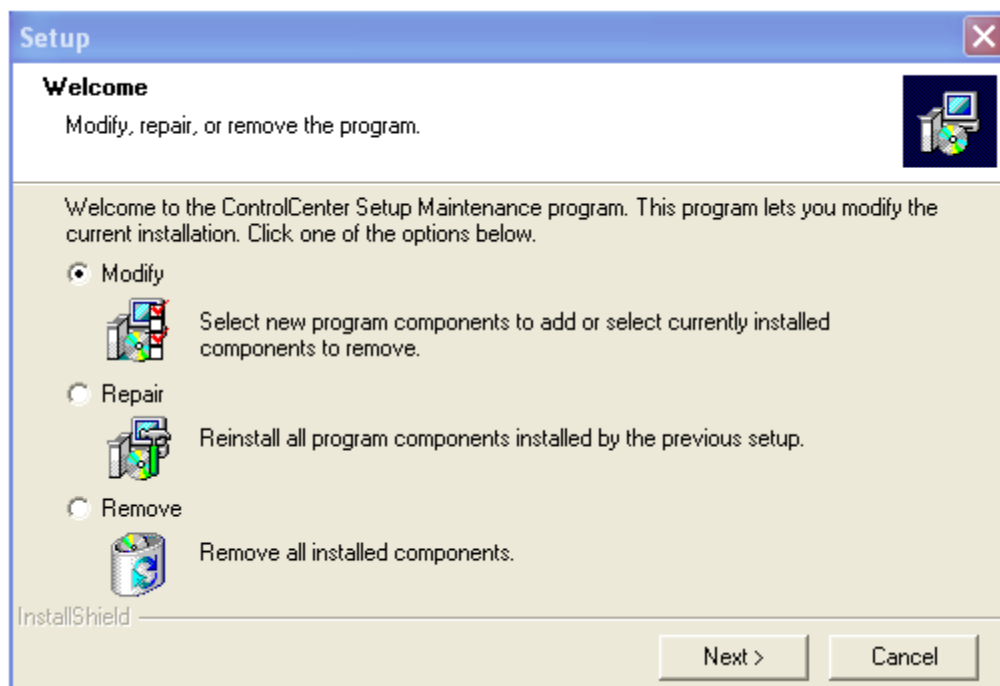 Setup
Welcome
Modify, repair, or remove the program.
Welcome to the ControlCenter Setup Maintenance program. This program lets you modify the
current installation. Click one of the options below.
Modify
Select new program components to add or select currently installed
components to remove.
Repair
Reinstall all program components installed by the previous setup.
Remove
Remove all installed components.
InstallShield
Next > Cancel